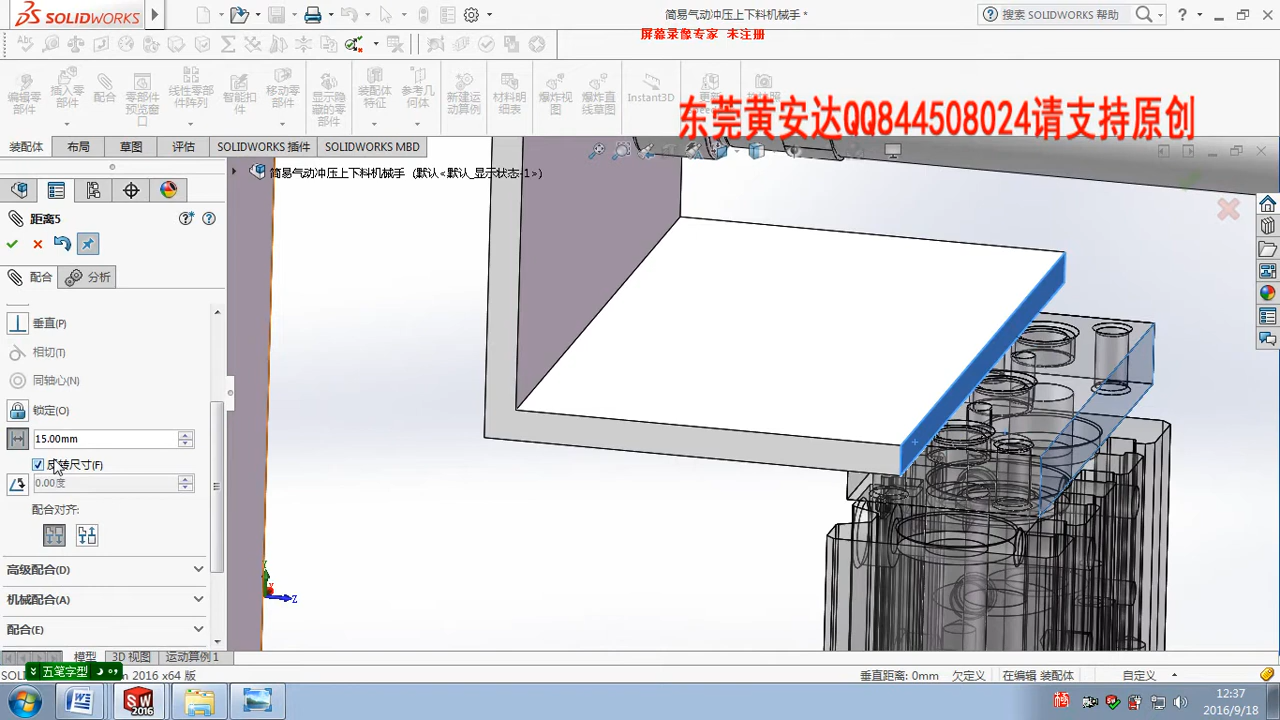 SOLIDWORKS
简易气动冲压上下料机械手 *
搜索 SOLIDWORKS 帮助
屏幕录像专家 未注册
插入零部件
配合
零部件预览窗口
线性零部件阵列
智能扣件
移动零部件
显示隐藏部件
装配体特征
参考几何体
新建运动
材料明细表
爆炸视图
爆炸直线
Instant3D
更新
东莞黄安达QQ844508024请支持原创
装配体
布局
草图
评估
SOLIDWORKS 插件
SOLIDWORKS MBD
简易气动冲压上下料机械手 (默认<默认_显示状态-1>)
距离5
配合
分析
垂直(P)
相切(T)
同轴心(N)
锁定(O)
15.00mm
反转尺寸(F)
0.00度
配合对齐:
高级配合(D)
机械配合(A)
配合(E)
Z
模型
3D 视图
运动算例1
五笔字型
2016 x64 版
垂直距离: 0mm
欠定义
在编辑 装配体
自定义
12:37
2016/9/18